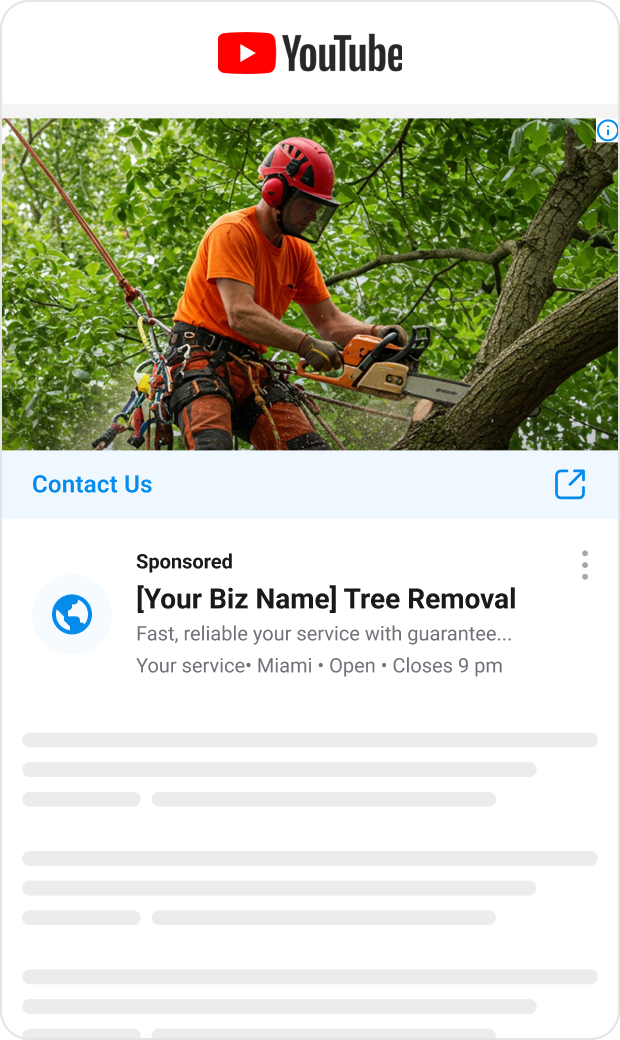 YouTube
Contact Us
Sponsored
[Your Biz Name] Tree Removal
Fast, reliable your service with guarantee...
Your service• Miami • Open • Closes 9 pm